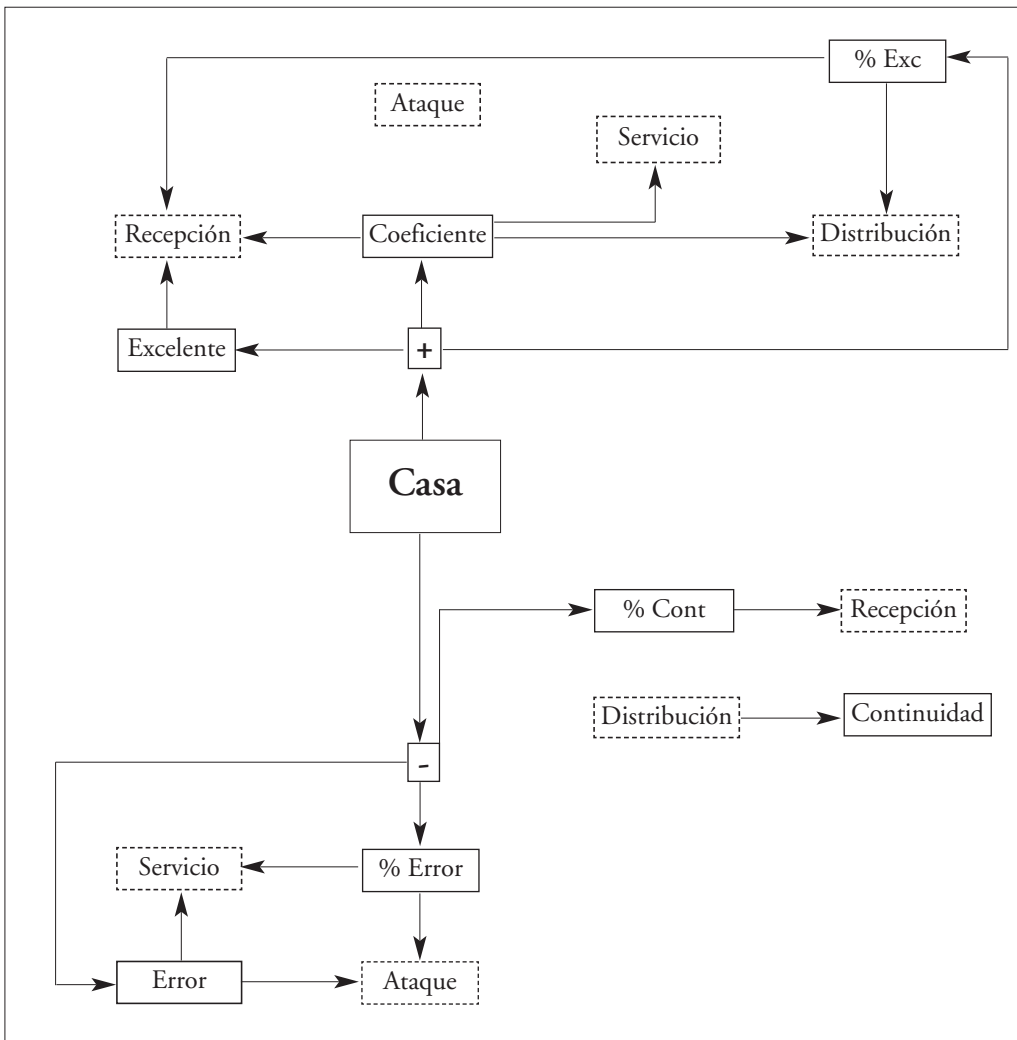 % Exc
Ataque
Servicio
Recepción
Coeficiente
Distribución
Excelente
+
Casa
% Cont
Recepción
Distribución
Continuidad
-
Servicio
% Error
Error
Ataque